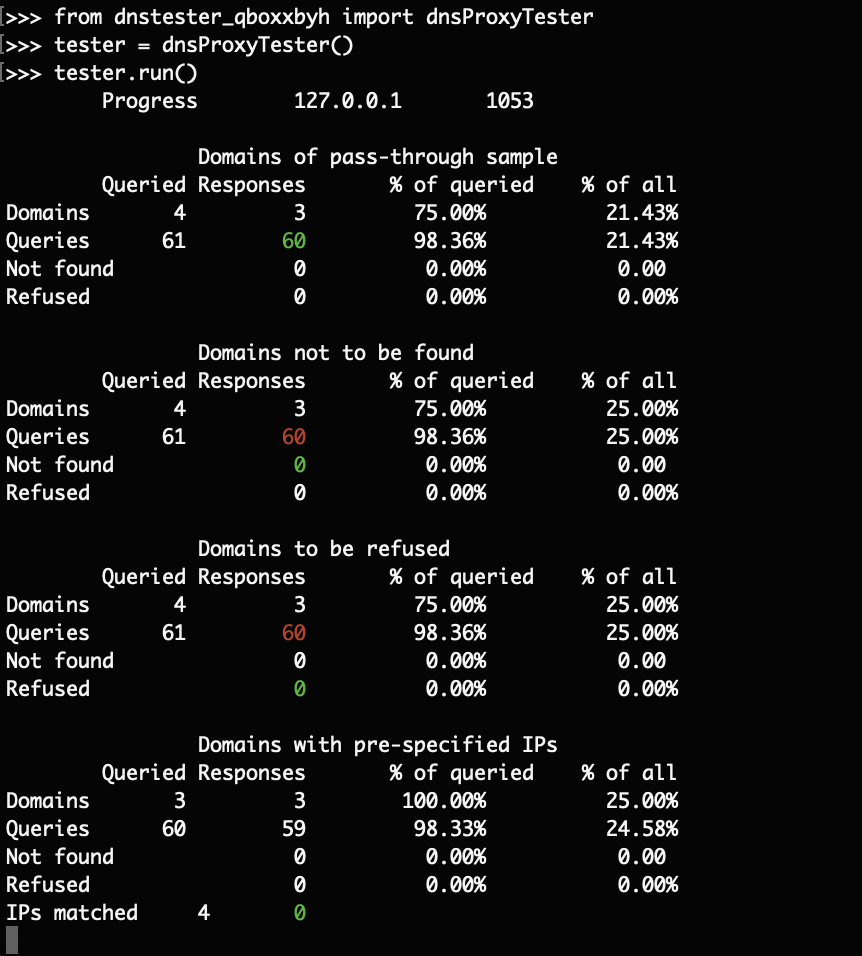 [>>> from dnstester_qboxxbyh import dnsProxyTester
[>>> tester = dnsProxyTester()
[>>> tester.run()
Progress 127.0.0.1 1053
Domains of pass-through sample
Queried Responses % of queried % of all
Domains 4 3 75.00% 21.43%
Queries 61 60 98.36% 21.43%
Not found 0 0.00% 0.00
Refused 0 0.00% 0.00%
Domains not to be found
Queried Responses % of queried % of all
Domains 4 3 75.00% 25.00%
Queries 61 60 98.36% 25.00%
Not found 0 0.00% 0.00
Refused 0 0.00% 0.00%
Domains to be refused
Queried Responses % of queried % of all
Domains 4 3 75.00% 25.00%
Queries 61 60 98.36% 25.00%
Not found 0 0.00% 0.00
Refused 0 0.00% 0.00%
Domains with pre-specified IPs
Queried Responses % of queried % of all
Domains 3 3 100.00% 25.00%
Queries 60 59 98.33% 24.58%
Not found 0 0.00% 0.00
Refused 0 0.00% 0.00%
IPs matched 4 0